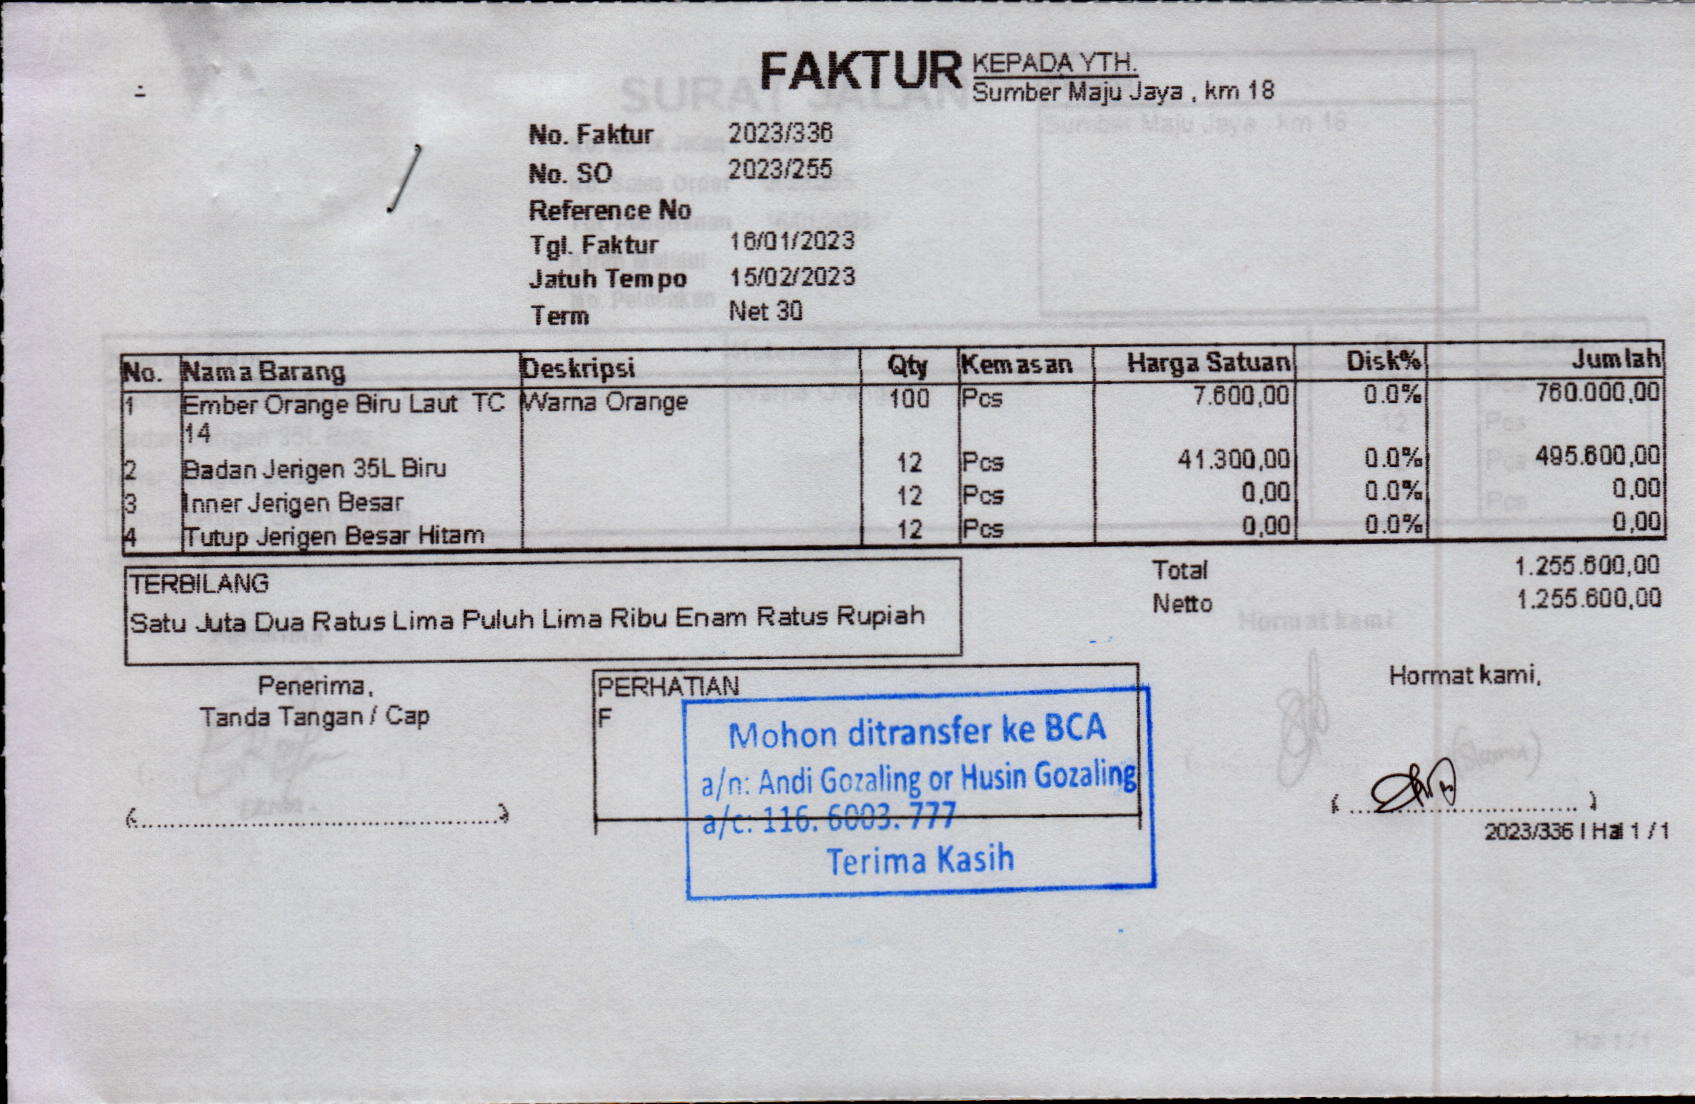 FAKTUR
KEPADA YTH.
Sumber Maju Jaya , km 18
No. Faktur 2023/336
No. SO 2023/255
Reference No
Tgl. Faktur 16/01/2023
Jatuh Tempo 15/02/2023
Term Net 30
No. Nama Barang Deskripsi Qty Kemasan Harga Satuan Disk% Jumlah
1 Ember Orange Biru Laut TC Warna Orange 100 Pcs 7.600,00 0.0% 760.000,00
14
2 Badan Jerigen 35L Biru 12 Pcs 41.300,00 0.0% 495.600,00
3 Inner Jerigen Besar 12 Pcs 0,00 0.0% 0,00
4 Tutup Jerigen Besar Hitam 12 Pcs 0,00 0.0% 0,00
TERBILANG
Satu Juta Dua Ratus Lima Puluh Lima Ribu Enam Ratus Rupiah
Total 1.255.600,00
Netto 1.255.600,00
Penerima,
Tanda Tangan / Cap
PERHATIAN
F
Mohon ditransfer ke BCA
a/n: Andi Gozaling or Husin Gozaling
a/c: 116. 6003. 777
Terima Kasih
Hormat kami,
2023/336 | Hal 1 / 1